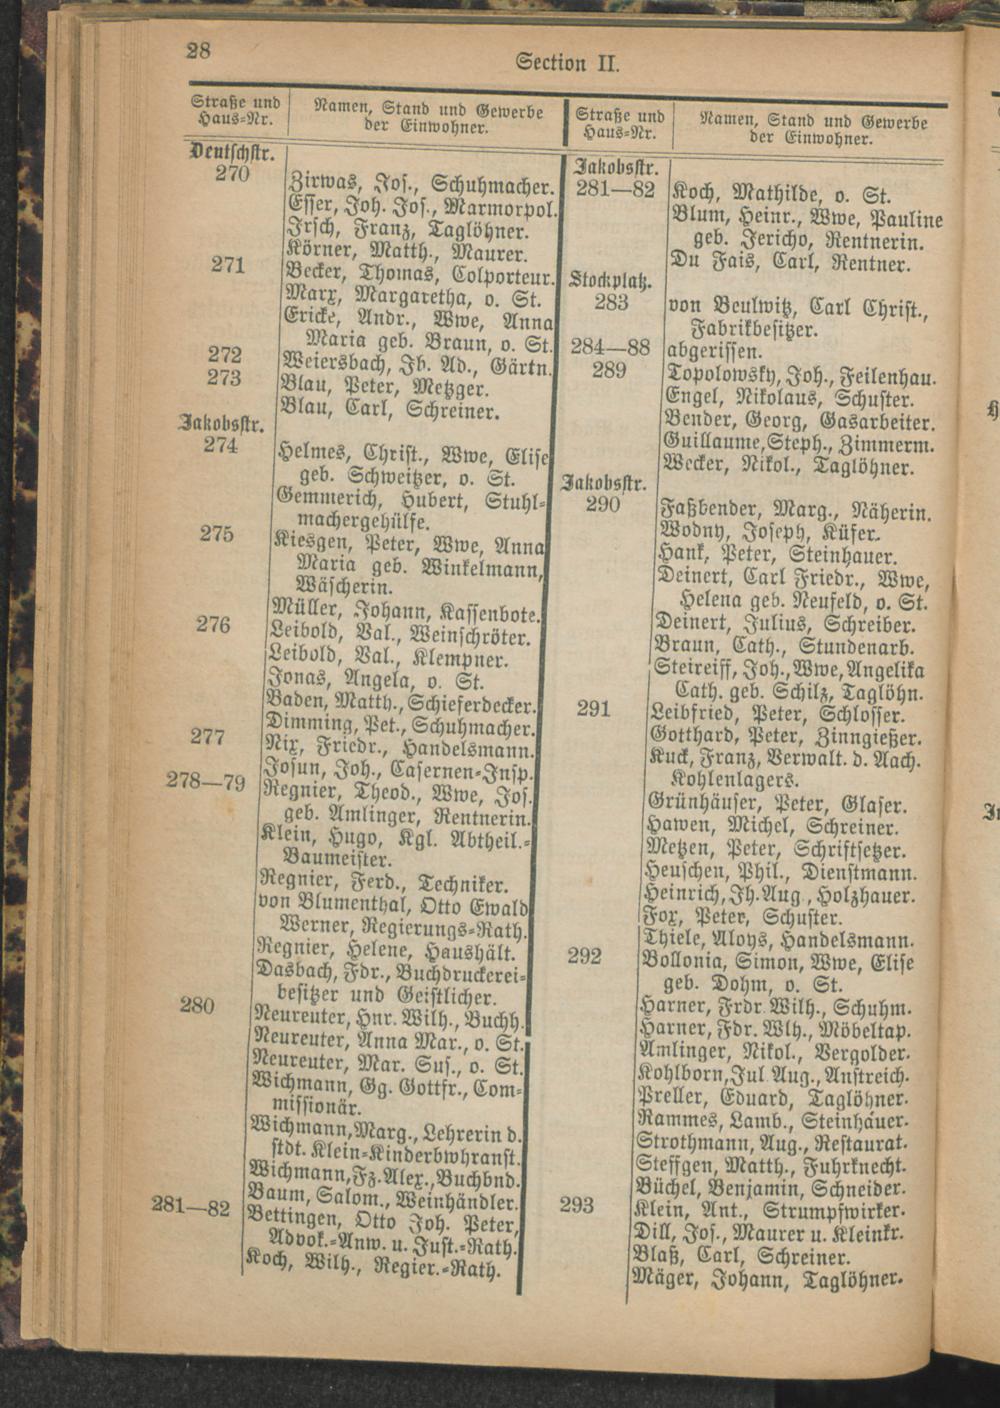 28
Section II.
Straße und Haus=Nr.
Namen, Stand und Gewerbe der Einwohner.
Deutschstr.
270 Zirwas, Jos., Schuhmacher.
Esser, Joh. Jos., Marmorpol.
Irsch, Franz, Taglöhner.
Körner, Matth., Maurer.
271 Becker, Thomas, Colporteur.
Marx, Margaretha, o. St.
Ericke, Andr., Wwe, Anna
Maria geb. Braun, o. St.
272 Weiersbach, Jb. Ad., Gärtn.
273 Blau, Peter, Metzger.
Blau, Carl, Schreiner.
Jakobsstr.
274 Helmes, Christ., Wwe, Elise
geb. Schweitzer, o. St.
Gemmerich, Hubert, Stuhl=
machergehülfe.
275 Kiesgen, Peter, Wwe, Anna
Maria geb. Winkelmann,
Wäscherin.
Müller, Johann, Kassenbote.
276 Leibold, Val., Weinschröter.
Leibold, Val., Klempner.
Jonas, Angela, o. St.
Baden, Matth., Schieferdecker.
Dimming, Pet., Schuhmacher.
277 Nix, Friedr., Handelsmann.
Josun, Joh., Casernen=Insp.
278—79 Regnier, Theod., Wwe, Jos.
geb. Amlinger, Rentnerin.
Klein, Hugo, Kgl. Abtheil.=
Baumeister.
Regnier, Ferd., Techniker.
von Blumenthal, Otto Ewald
Werner, Regierungs=Rath.
Regnier, Helene, Haushält.
Dasbach, Fdr., Buchdruckerei=
besitzer und Geistlicher.
280 Neureuter, Hnr. Wilh., Buchh.
Neureuter, Anna Mar., o. St.
Neureuter, Mar. Sus., o. St.
Wichmann, Gg. Gottfr., Com=
missionär.
Wichmann, Marg., Lehrerin d.
stdt. Klein=Kinderbwhranst.
Wichmann, Fz. Alex., Buchbnd.
Baum, Salom., Weinhändler.
281—82 Bettingen, Otto Joh. Peter,
Advok.=Anw. u. Just.=Rath.
Koch, Wilh., Regier.=Rath.
Straße und Haus=Nr.
Namen, Stand und Gewerbe der Einwohner.
Jakobsstr.
281—82 Koch, Mathilde, o. St.
Blum, Heinr., Wwe, Pauline
geb. Jericho, Rentnerin.
Du Fais, Carl, Rentner.
Stockplatz.
283 von Beulwitz, Carl Christ.,
Fabrikbesitzer.
284—88 abgerissen.
289 Topolowsky, Joh., Feilenhau.
Engel, Nikolaus, Schuster.
Bender, Georg, Gasarbeiter.
Guillaume, Steph., Zimmerm.
Wecker, Nikol., Taglöhner.
Jakobsstr.
290 Faßbender, Marg., Näherin.
Wodny, Joseph, Küfer.
Hank, Peter, Steinhauer.
Deinert, Carl Friedr., Wwe,
Helena geb. Neufeld, o. St.
Deinert, Julius, Schreiber.
Braun, Cath., Stundenarb.
Steireiff, Joh., Wwe, Angelika
Cath. geb. Schilz, Taglöhn.
291 Leibfried, Peter, Schlosser.
Gotthard, Peter, Zinngießer.
Kuck, Franz, Verwalt. d. Aach.
Kohlenlagers.
Grünhäuser, Peter, Glaser.
Hawen, Michel, Schreiner.
Metzen, Peter, Schriftsetzer.
Heuschen, Phil., Dienstmann.
Heinrich, Jh. Aug., Holzhauer.
Fox, Peter, Schuster.
Thiele, Aloys, Handelsmann.
292 Bollonia, Simon, Wwe, Elise
geb. Dohm, o. St.
Harner, Frdr. Wilh., Schuhm.
Harner, Fdr. Wlh., Möbeltap.
Amlinger, Nikol., Vergolder.
Kohlborn, Jul. Aug., Anstreich.
Preller, Eduard, Taglöhner.
Rammes, Lamb., Steinhauer.
Strothmann, Aug., Restaurat.
Steffgen, Matth., Fuhrknecht.
Büchel, Benjamin, Schneider.
293 Klein, Ant., Strumpfwirker.
Dill, Jos., Maurer u. Kleinkr.
Blaß, Carl, Schreiner.
Mäger, Johann, Taglöhner.